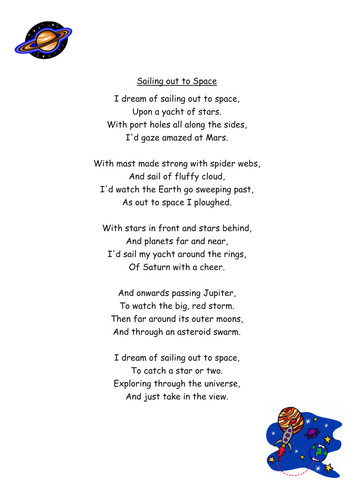 Sailing out to Space
I dream of sailing out to space,
Upon a yacht of stars.
With port holes all along the sides,
I'd gaze amazed at Mars.
With mast made strong with spider webs,
And sail of fluffy cloud,
I'd watch the Earth go sweeping past,
As out to space I ploughed.
With stars in front and stars behind,
And planets far and near,
I'd sail my yacht around the rings,
Of Saturn with a cheer.
And onwards passing Jupiter,
To watch the big, red storm.
Then far around its outer moons,
And through an asteroid swarm.
I dream of sailing out to space,
To catch a star or two.
Exploring through the universe,
And just take in the view.